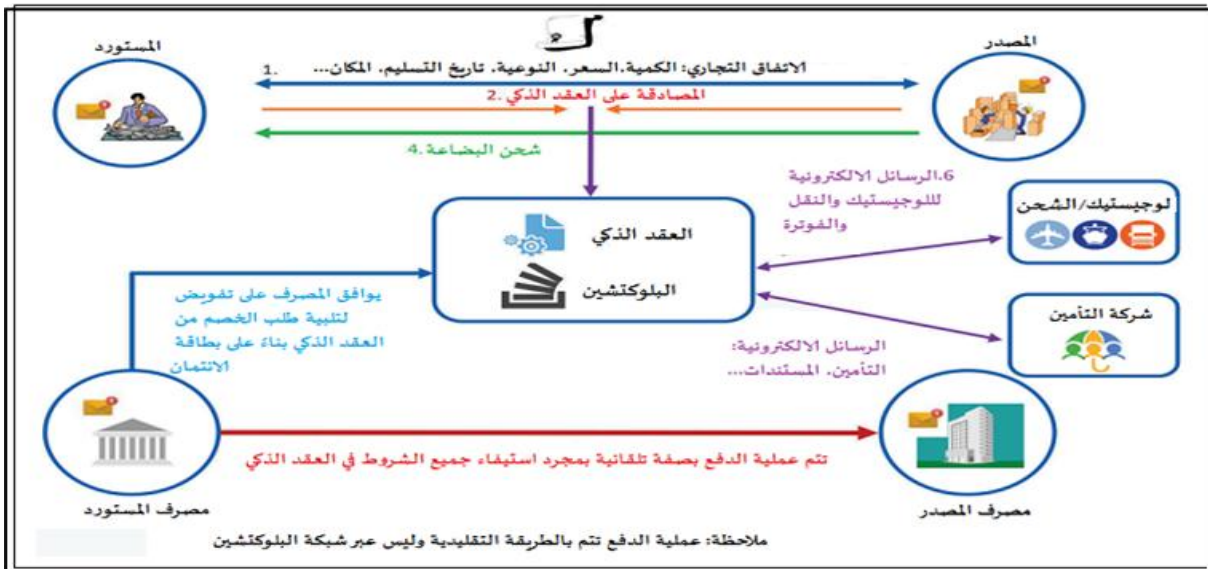 المصدر
المستورد
1. الاتفاق التجاري: الكمية،السعر، النوعية، تاريخ التسليم، المكان...
2. المصادقة على العقد الذكي
4. شحن البضاعة
6.الرسائل الالكترونية
للوجيستيك والنقل
والفوترة
لوجيستيك/الشحن
العقد الذكي
البلوكتشين
يوافق المصرف على تفويض
لتلبية طلب الخصم من
العقد الذكي بناءً على بطاقة
الائتمان
شركة التأمين
الرسائل الالكترونية:
التأمين، المستندات...
تتم عملية الدفع بصفة تلقائية بمجرد استيفاء جميع الشروط في العقد الذكي
مصرف المصدر
مصرف المستورد
ملاحظة: عملية الدفع تتم بالطريقة التقليدية وليس عبر شبكة البلوكتشين